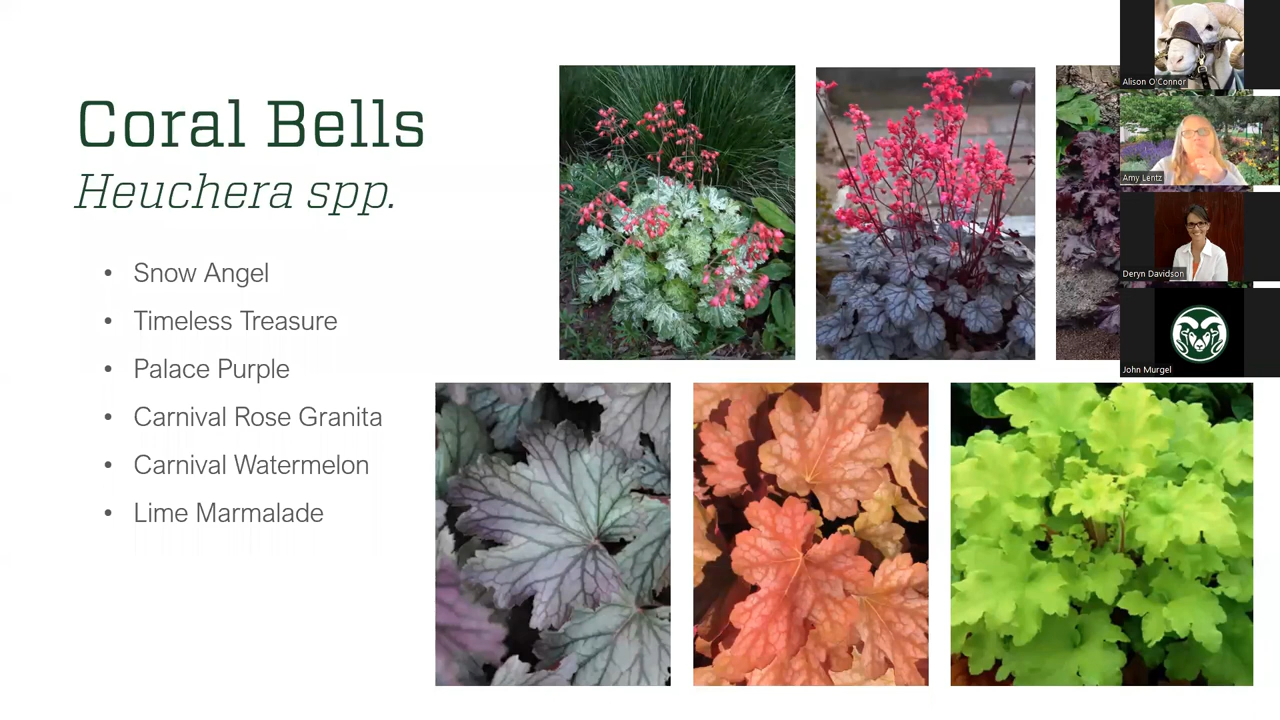 Coral Bells
Heuchera spp.
• Snow Angel
• Timeless Treasure
• Palace Purple
• Carnival Rose Granita
• Carnival Watermelon
• Lime Marmalade
Alison O'Connor
Amy Lentz
Deryn Davidson
John Murgel